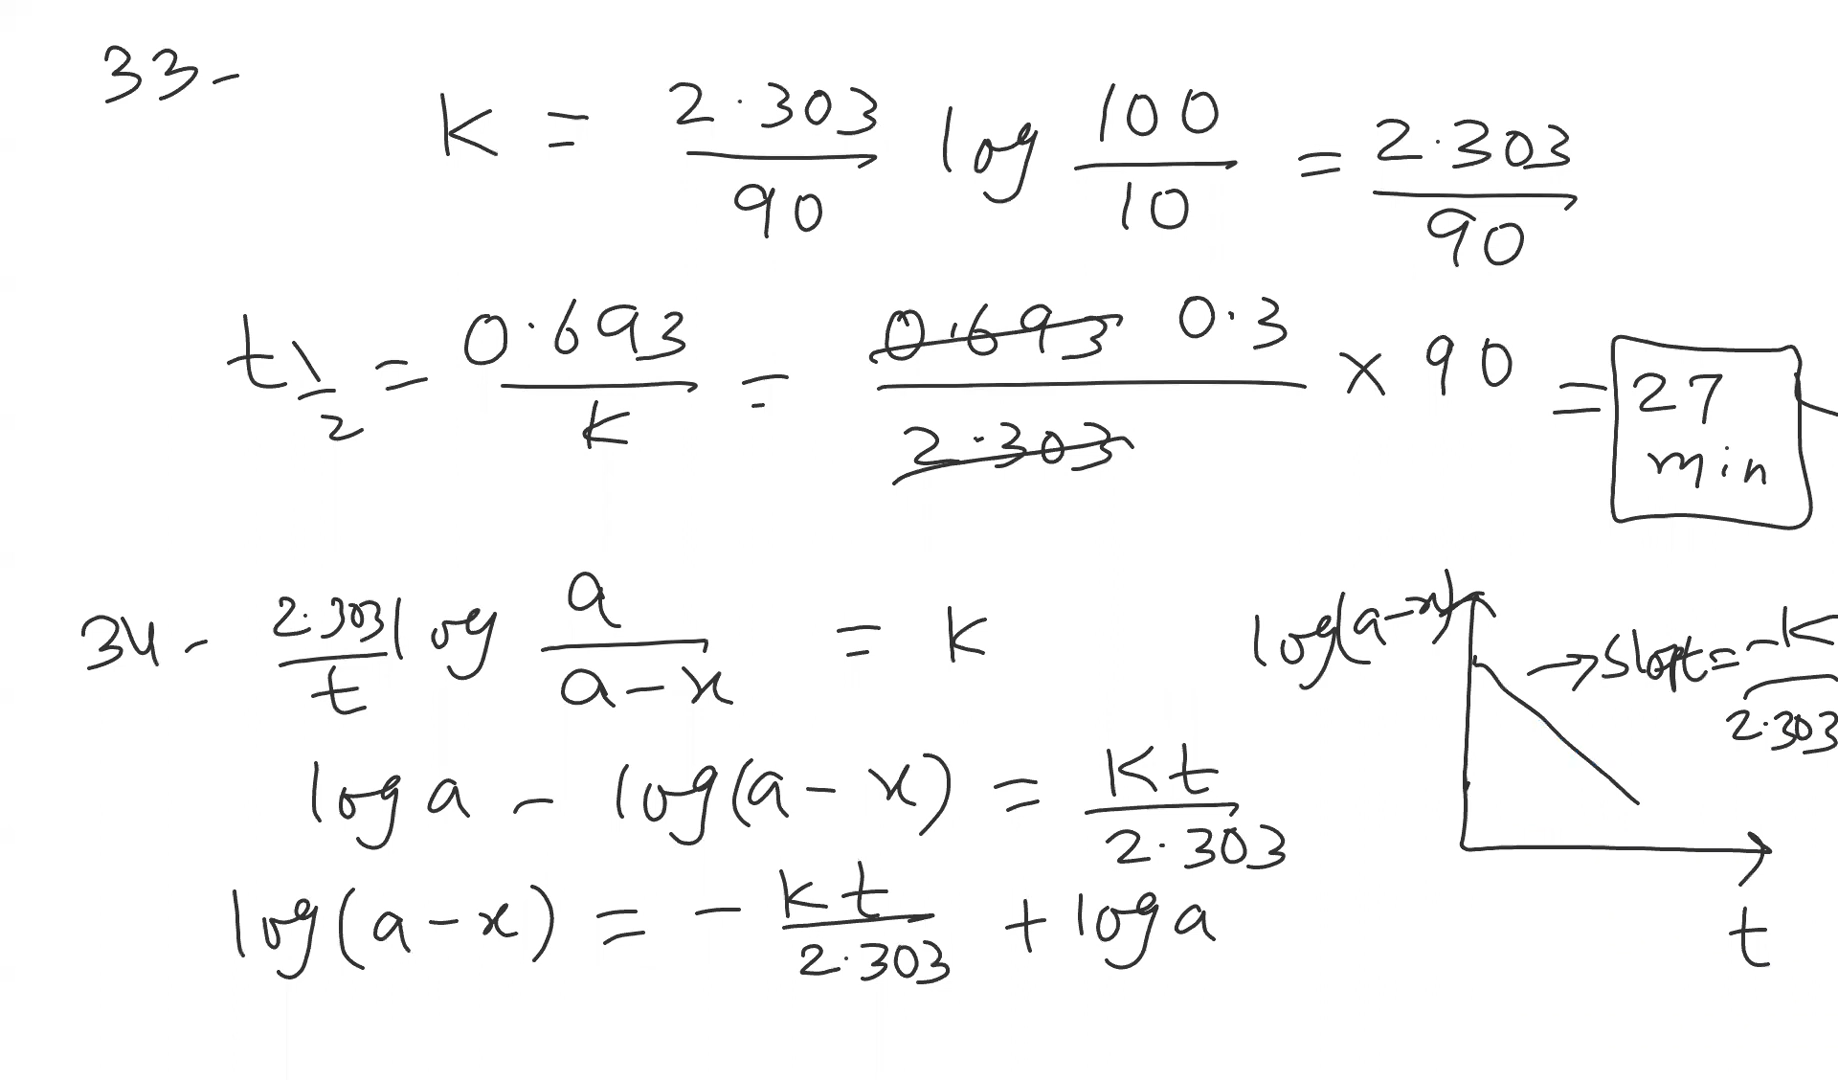 33-
K = 2.303/90 log 100/10 = 2.303/90
t1/2 = 0.693/K = 0.693 0.3/2.303 × 90 = 27 min
34- 2.303/t log a/a-x = K
log a - log(a-x) = Kt/2.303
log(a-x) = - Kt/2.303 + log a
log(a-x)
→ Slope = -K/2.303
t